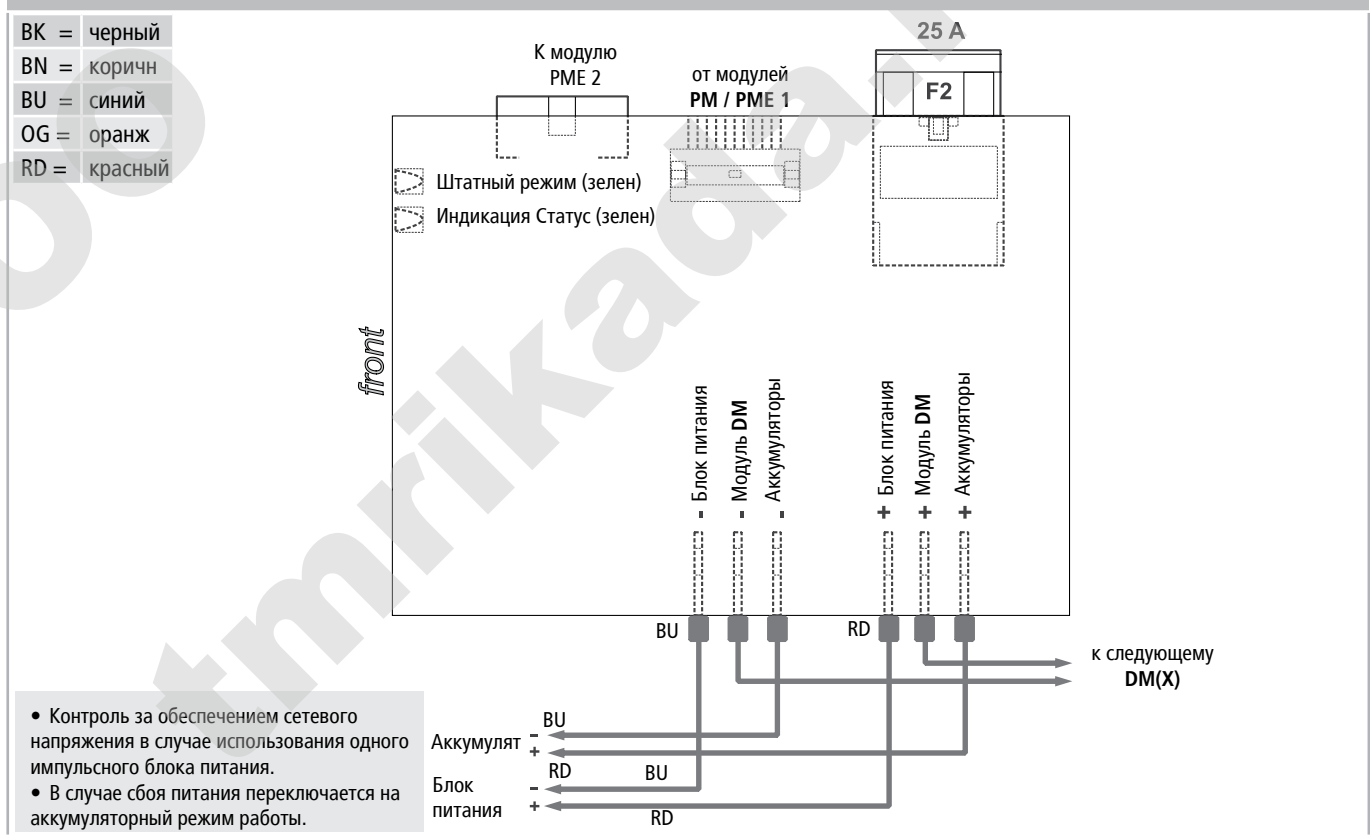 BK = черный
BN = коричн
BU = синий
OG = оранж
RD = красный
К модулю
PME 2
от модулей
PM / PME 1
25 A
F2
Штатный режим (зелен)
Индикация Статус (зелен)
front
- Блок питания
- Модуль DM
- Аккумуляторы
+ Блок питания
+ Модуль DM
+ Аккумуляторы
BU
RD
к следующему
DM(X)
• Контроль за обеспечением сетевого
напряжения в случае использования одного
импульсного блока питания.
• В случае сбоя питания переключается на
аккумуляторный режим работы.
Аккумулят
-
+
BU
RD
Блок
питания
-
+
BU
RD
tmrikada.